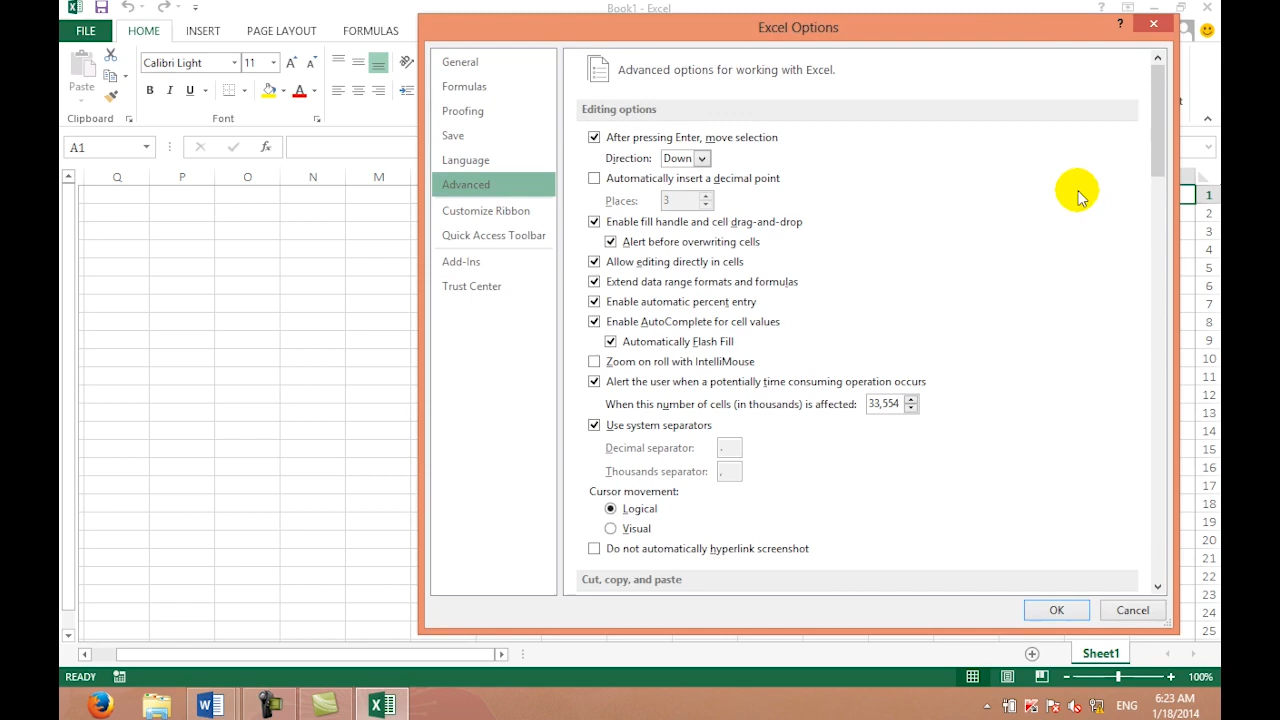 Book1 - Excel
?
FILE
HOME
INSERT
PAGE LAYOUT
FORMULAS
Paste
Calibri Light
11
B I U
A
Clipboard
Font
A1
fx
Q P O N M
1
2
3
4
5
6
7
8
9
10
11
12
13
14
15
16
17
18
19
20
21
22
23
24
25
Excel Options
?
General
Formulas
Proofing
Save
Language
Advanced
Customize Ribbon
Quick Access Toolbar
Add-Ins
Trust Center
Advanced options for working with Excel.
Editing options
After pressing Enter, move selection
Direction: Down
Automatically insert a decimal point
Places: 3
Enable fill handle and cell drag-and-drop
Alert before overwriting cells
Allow editing directly in cells
Extend data range formats and formulas
Enable automatic percent entry
Enable AutoComplete for cell values
Automatically Flash Fill
Zoom on roll with IntelliMouse
Alert the user when a potentially time consuming operation occurs
When this number of cells (in thousands) is affected: 33,554
Use system separators
Decimal separator: .
Thousands separator: ,
Cursor movement:
Logical
Visual
Do not automatically hyperlink screenshot
Cut, copy, and paste
OK
Cancel
Sheet1
READY
100%
ENG
6:23 AM
1/18/2014